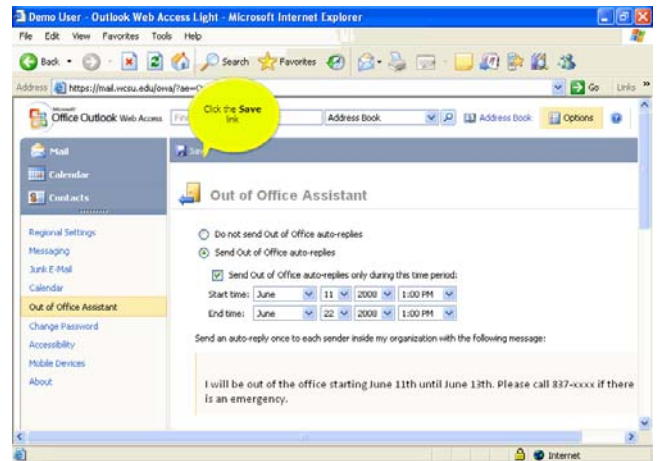 Demo User - Outlook Web Access Light - Microsoft Internet Explorer
File Edit View Favorites Tools Help
Back Search Favorites
Address https://mail.wcsu.edu/owa/?ae=O Go Links »
Microsoft
Office Outlook Web Access Address Book Address Book Options
Click the Save
link
Mail
Calendar
Contacts
Out of Office Assistant
Regional Settings
Messaging
Junk E-Mail
Calendar
Out of Office Assistant
Change Password
Accessibility
Mobile Devices
About
Do not send Out of Office auto-replies
Send Out of Office auto-replies
Send Out of Office auto-replies only during this time period:
Start time: June 11 2008 1:00 PM
End time: June 22 2008 1:00 PM
Send an auto-reply once to each sender inside my organization with the following message:
I will be out of the office starting June 11th until June 13th. Please call 837-xxxx if there
is an emergency.
Internet